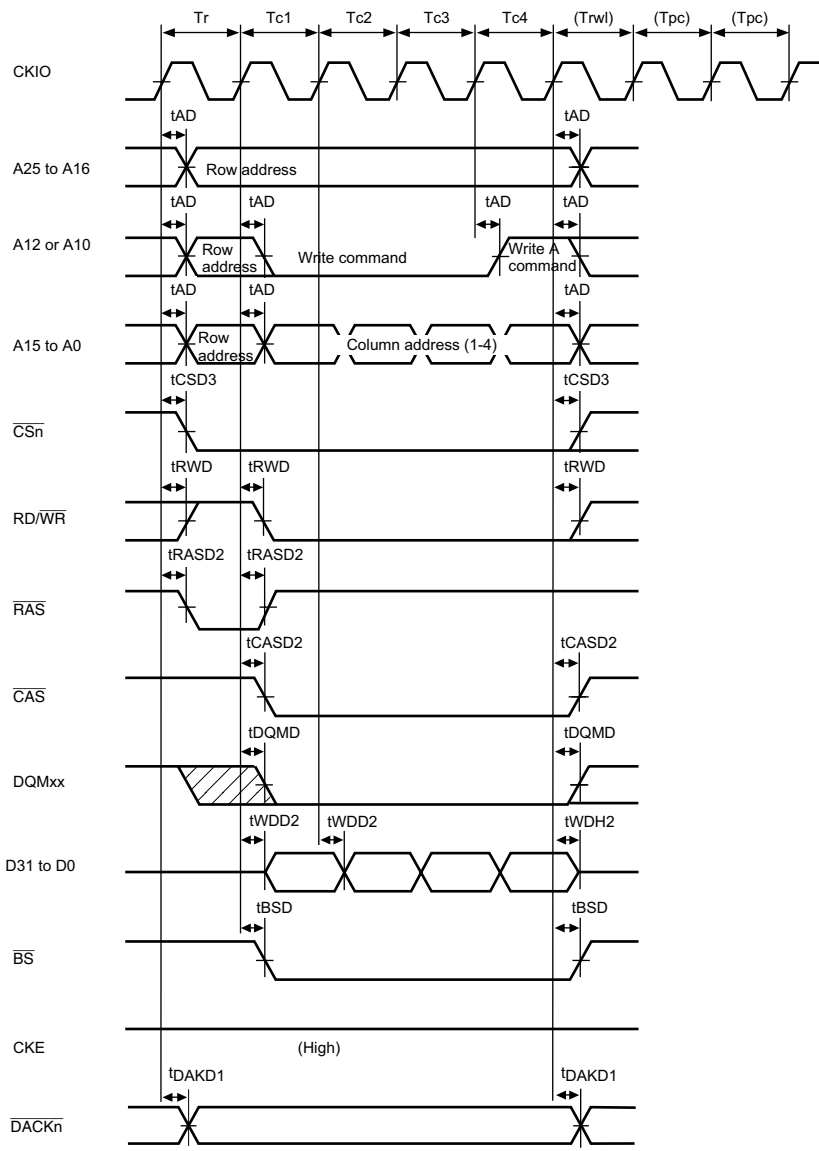 Tr Tc1 Tc2 Tc3 Tc4 (Trwl) (Tpc) (Tpc)
CKIO
tAD tAD
A25 to A16 Row address
tAD tAD tAD tAD
A12 or A10 Row address Write command Write A command
tAD tAD tAD
A15 to A0 Row address Column address (1-4)
tCSD3 tCSD3
CSn
tRWD tRWD tRWD
RD/WR
tRASD2 tRASD2
RAS
tCASD2 tCASD2
CAS
tDQMD tDQMD
DQMxx
tWDD2 tWDD2 tWDH2
D31 to D0
tBSD tBSD
BS
CKE (High)
tDAKD1 tDAKD1
DACKn